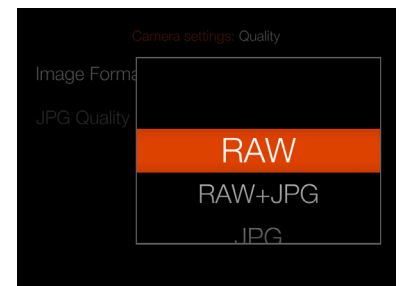 Camera settings: Quality
Image Forma
JPG Quality
RAW
RAW+JPG
JPG